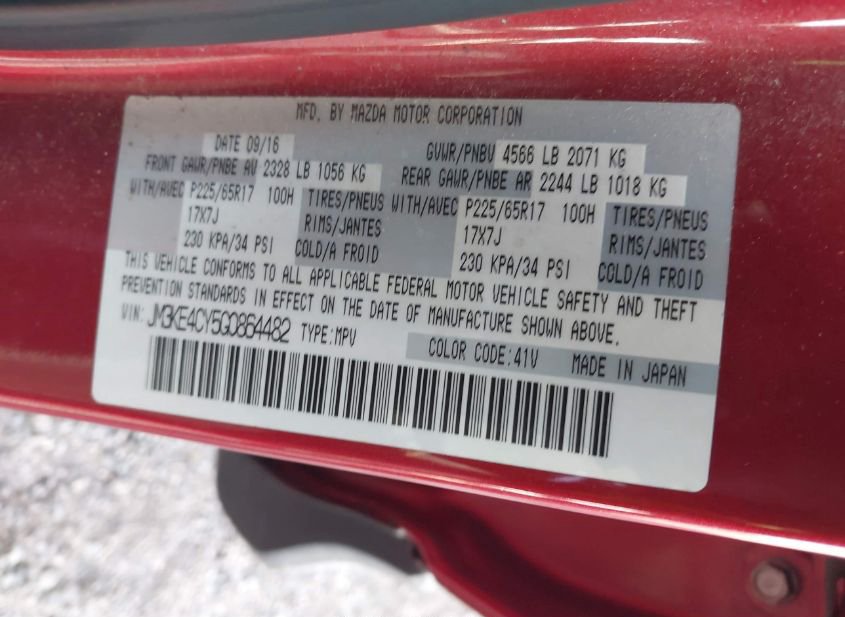 MFD. BY MAZDA MOTOR CORPORATION
DATE 09/16 GVWR/PNBV 4566 LB 2071 KG
FRONT GAWR/PNBE AV 2328 LB 1056 KG REAR GAWR/PNBE AR 2244 LB 1018 KG
WITH/AVEC P225/65R17 100H TIRES/PNEUS WITH/AVEC P225/65R17 100H TIRES/PNEUS
17X7J RIMS/JANTES 17X7J RIMS/JANTES
230 KPA/34 PSI COLD/A FROID 230 KPA/34 PSI COLD/A FROID
THIS VEHICLE CONFORMS TO ALL APPLICABLE FEDERAL MOTOR VEHICLE SAFETY AND THEFT
PREVENTION STANDARDS IN EFFECT ON THE DATE OF MANUFACTURE SHOWN ABOVE.
VIN: JM3KE4CY5G0864482 TYPE:MPV COLOR CODE:41V MADE IN JAPAN